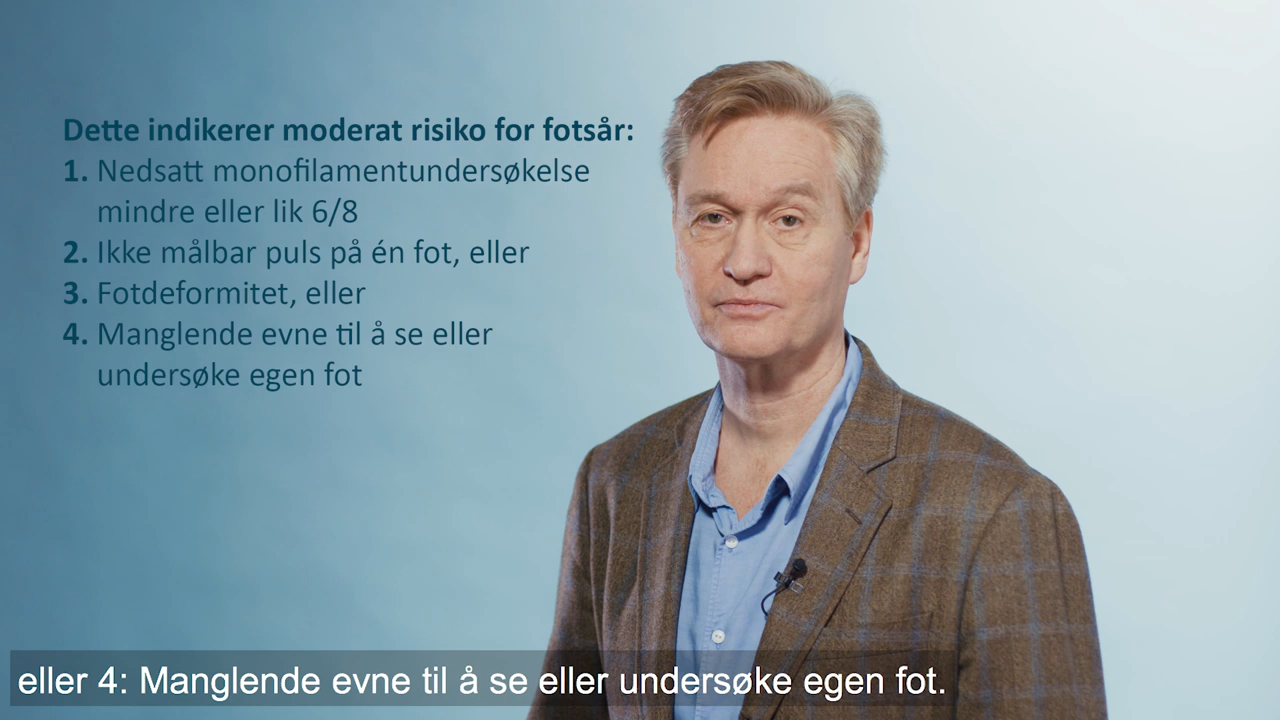 Dette indikerer moderat risiko for fotsår:
1. Nedsatt monofilamentundersøkelse
mindre eller lik 6/8
2. Ikke målbar puls på én fot, eller
3. Fotdeformitet, eller
4. Manglende evne til å se eller
undersøke egen fot
eller 4: Manglende evne til å se eller undersøke egen fot.